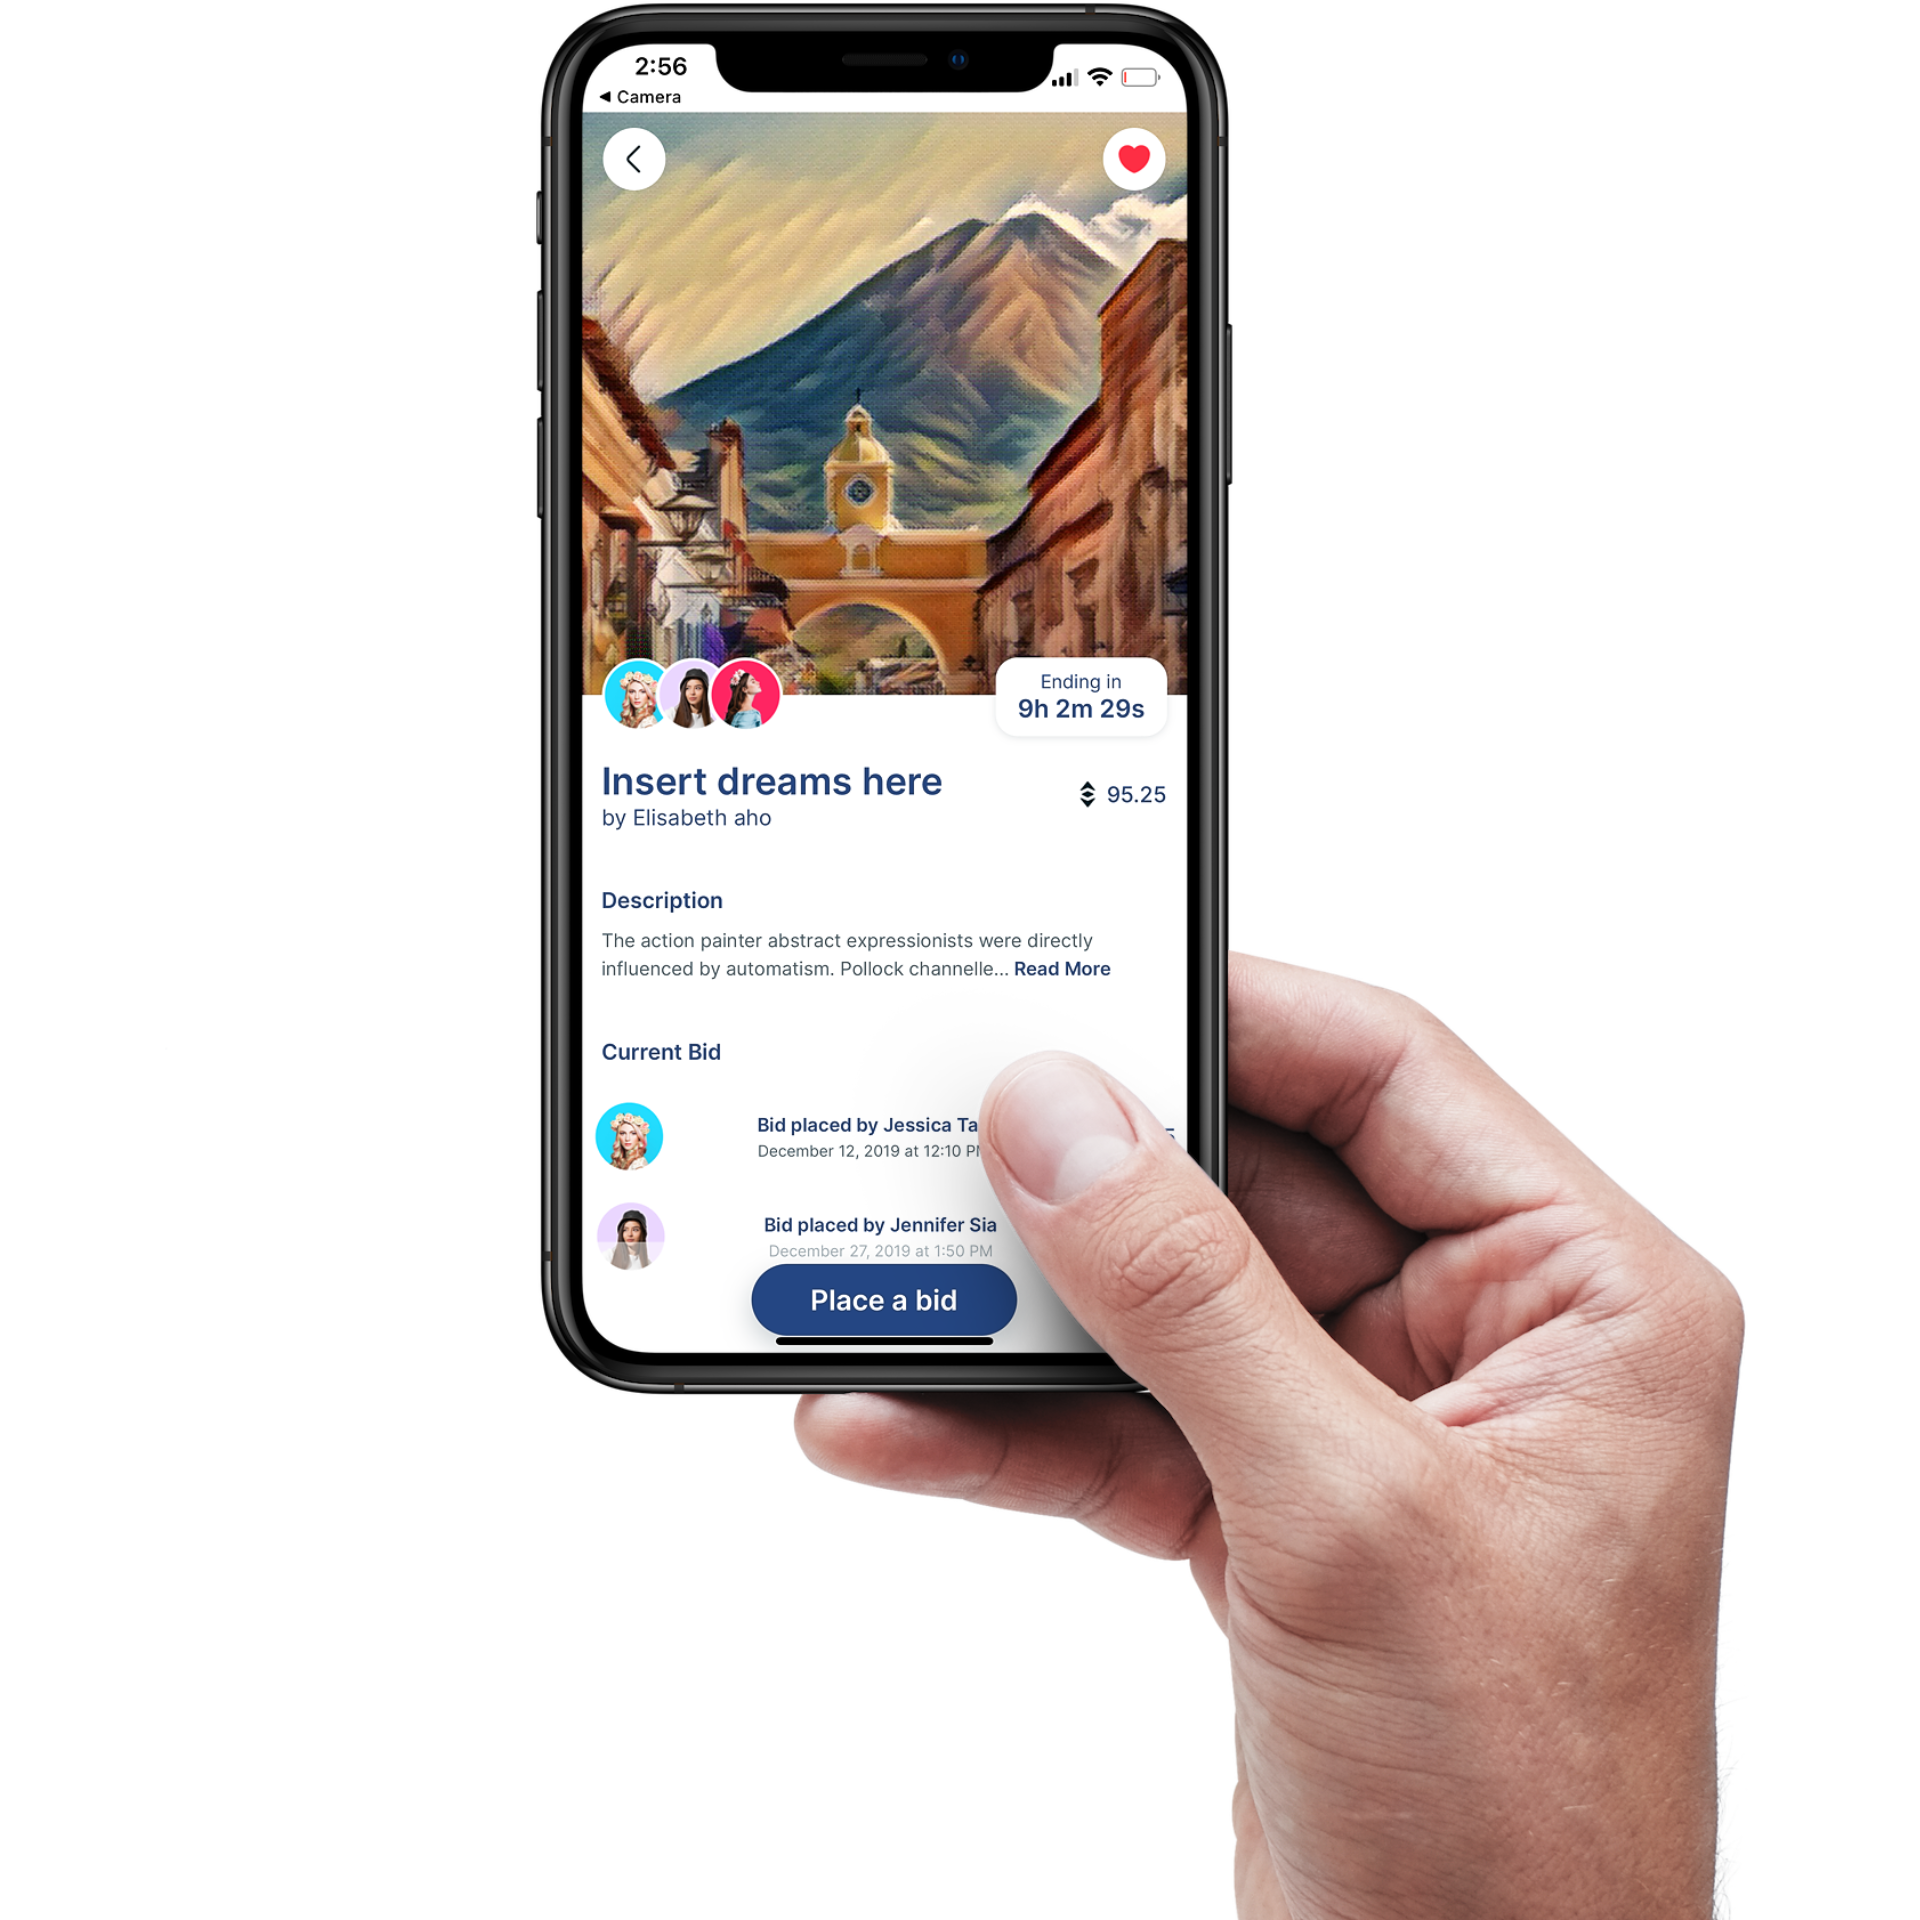 2:56
◀ Camera
Ending in
9h 2m 29s
Insert dreams here
by Elisabeth aho
95.25
Description
The action painter abstract expressionists were directly
influenced by automatism. Pollock channelle... Read More
Current Bid
Bid placed by Jessica
December 12, 2019 at 12:10
Bid placed by Jennifer Sia
December 27, 2019 at 1:50 PM
Place a bid